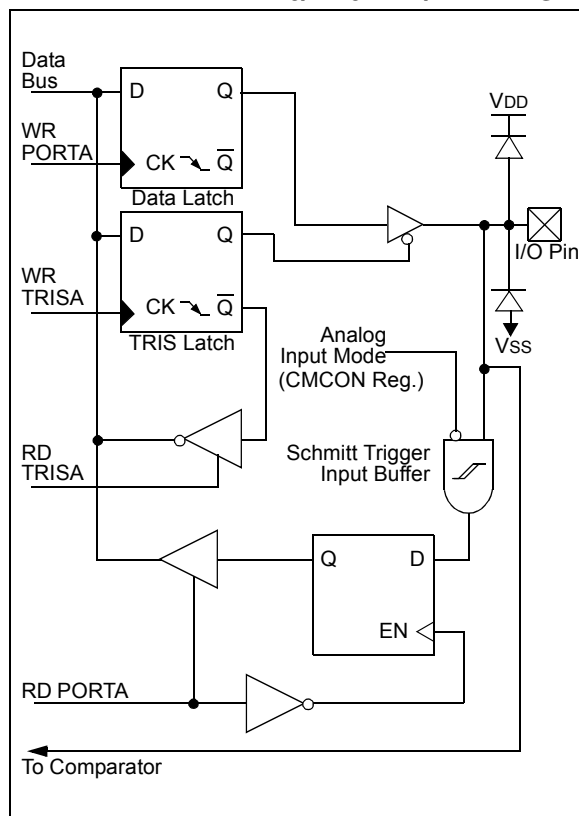 Data
Bus
D Q
WR
PORTA
CK Q
Data Latch
VDD
I/O Pin
D Q
WR
TRISA
CK Q
TRIS Latch
VSS
Analog
Input Mode
(CMCON Reg.)
RD
TRISA
Schmitt Trigger
Input Buffer
Q D
EN
RD PORTA
To Comparator